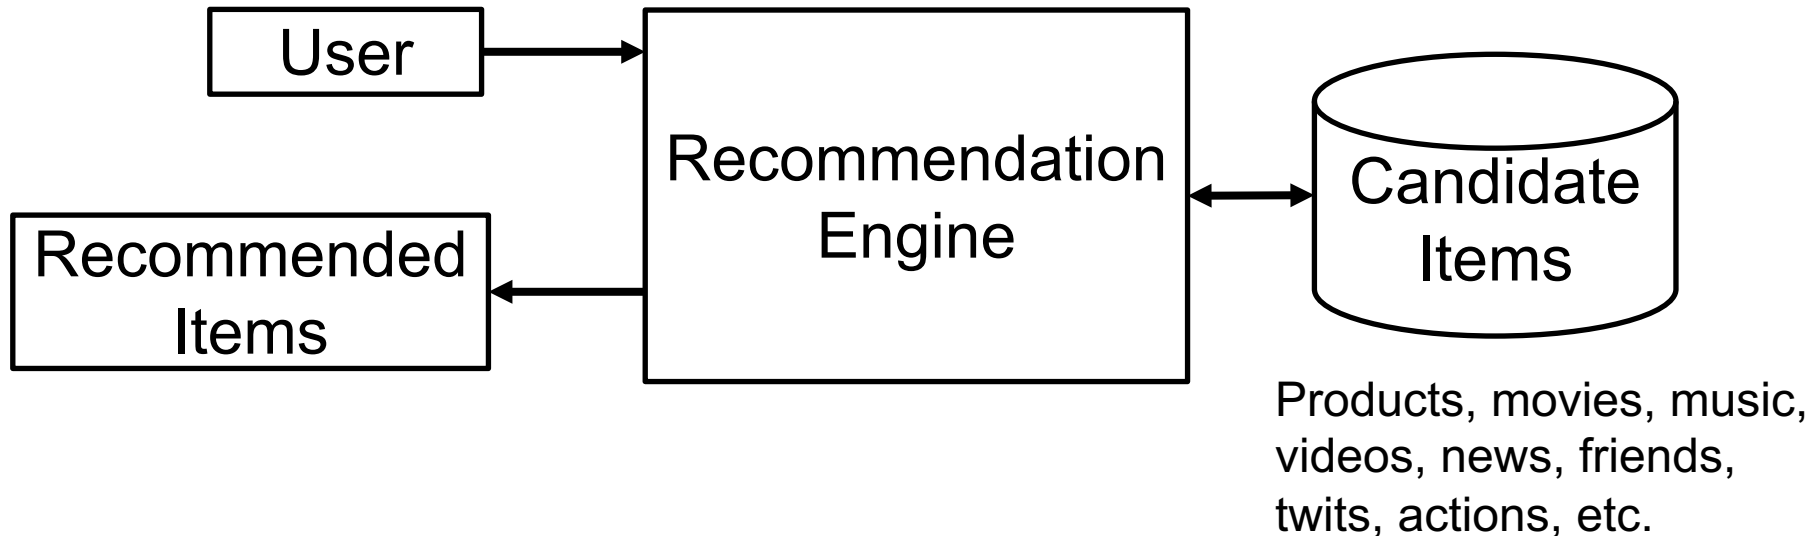 User
Recommendation
Engine
Candidate
Items
Recommended
Items
Products, movies, music,
videos, news, friends,
twits, actions, etc.